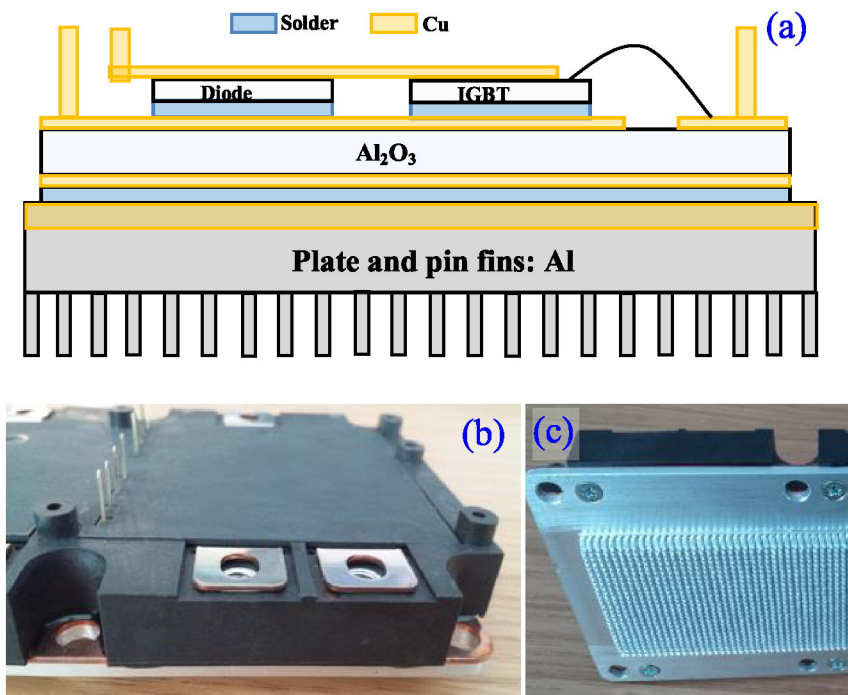 Solder Cu (a)
Diode IGBT
Al₂O₃
Plate and pin fins: Al
(b) (c)